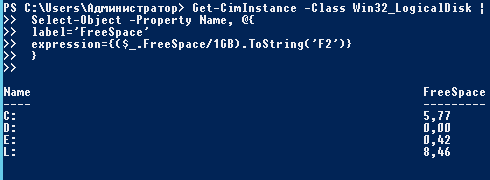 PS C:\Users\Администратор> Get-CimInstance -Class Win32_LogicalDisk |
>> Select-Object -Property Name, @{
>> label='FreeSpace'
>> expression={($_.FreeSpace/1GB).ToString('F2')}
>> }
>>
Name FreeSpace
---- ---------
C: 5,77
D: 0,00
E: 0,42
L: 8,46